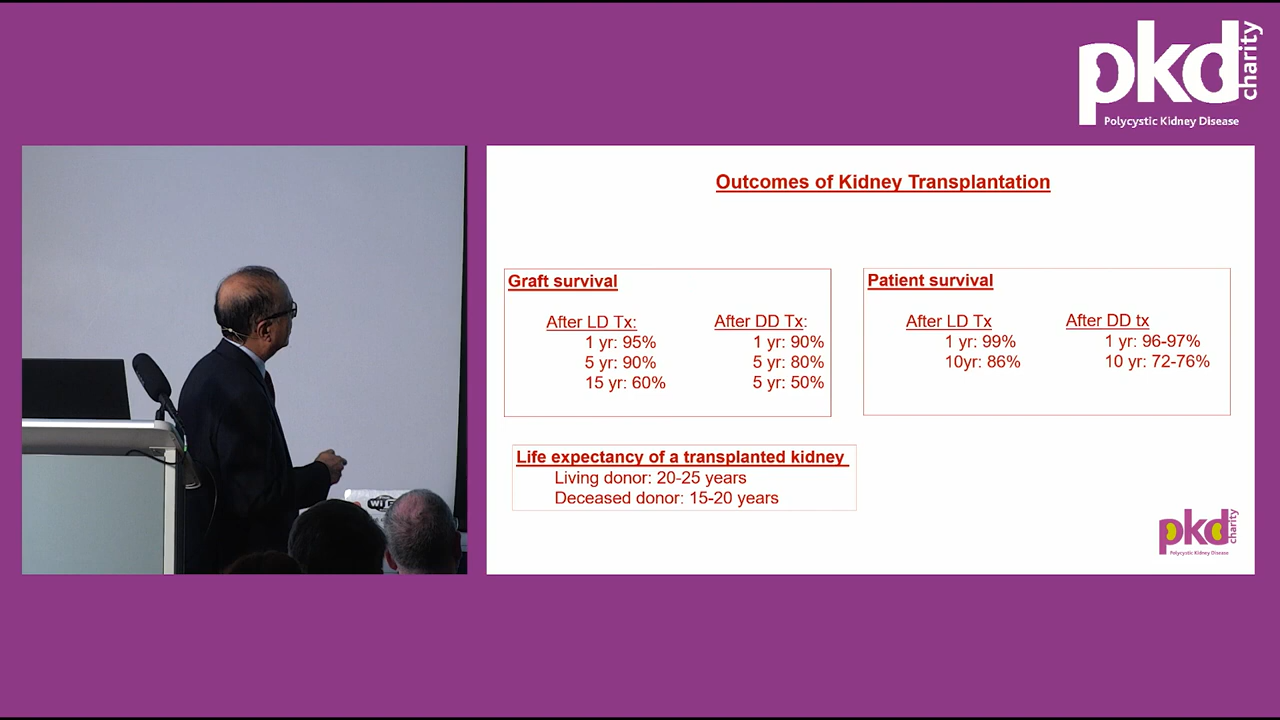 pkd
charity
Polycystic Kidney Disease
Outcomes of Kidney Transplantation
Graft survival
After LD Tx:
1 yr: 95%
5 yr: 90%
15 yr: 60%
After DD Tx:
1 yr: 90%
5 yr: 80%
5 yr: 50%
Patient survival
After LD Tx
1 yr: 99%
10yr: 86%
After DD tx
1 yr: 96-97%
10 yr: 72-76%
Life expectancy of a transplanted kidney
Living donor: 20-25 years
Deceased donor: 15-20 years
pkd
charity
Polycystic Kidney Disease